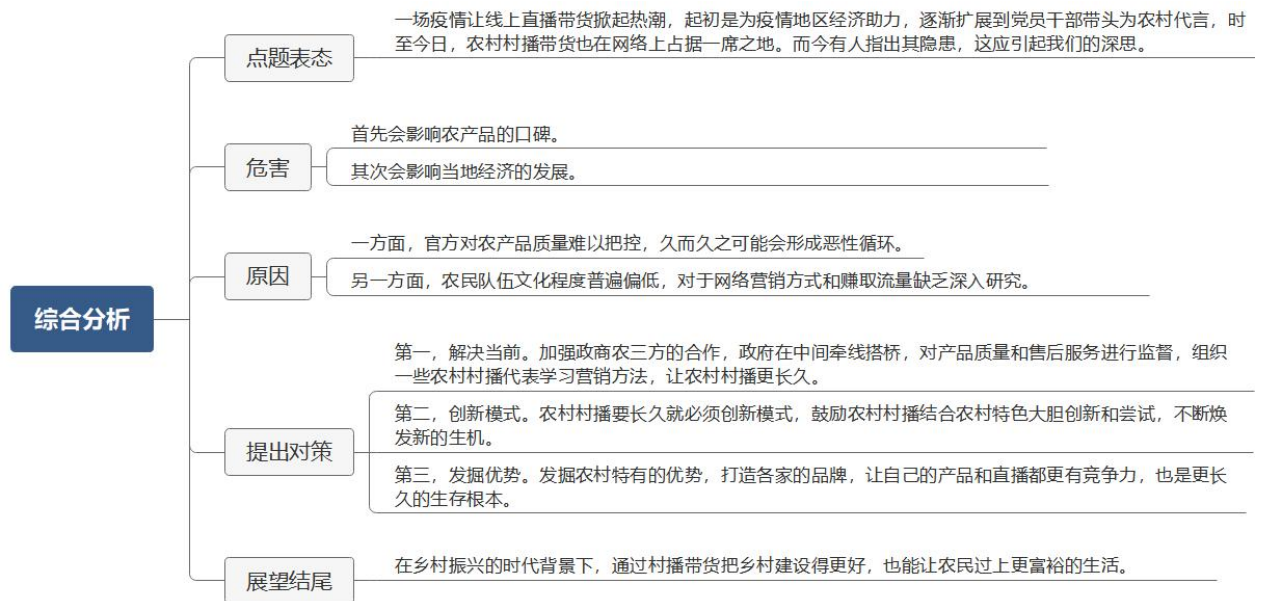 一场疫情让线上直播带货掀起热潮，起初是为疫情地区经济助力，逐渐扩展到党员干部带头为农村代言，时
至今日，农村村播带货也在网络上占据一席之地。而今有人指出其隐患，这应引起我们的深思。
点题表态
首先会影响农产品的口碑。
危害
其次会影响当地经济的发展。
一方面，官方对农产品质量难以把控，久而久之可能会形成恶性循环。
原因
另一方面，农民队伍文化程度普遍偏低，对于网络营销方式和赚取流量缺乏深入研究。
综合分析
第一，解决当前。加强政商农三方的合作，政府在中间牵线搭桥，对产品质量和售后服务进行监督，组织
一些农村村播代表学习营销方法，让农村村播更长久。
第二，创新模式。农村村播要长久就必须创新模式，鼓励农村村播结合农村特色大胆创新和尝试，不断焕
发新的生机。
提出对策
第三，发掘优势。发掘农村特有的优势，打造各家的品牌，让自己的产品和直播都更有竞争力，也是更长
久的生存根本。
在乡村振兴的时代背景下，通过村播带货把乡村建设得更好，也能让农民过上更富裕的生活。
展望结尾